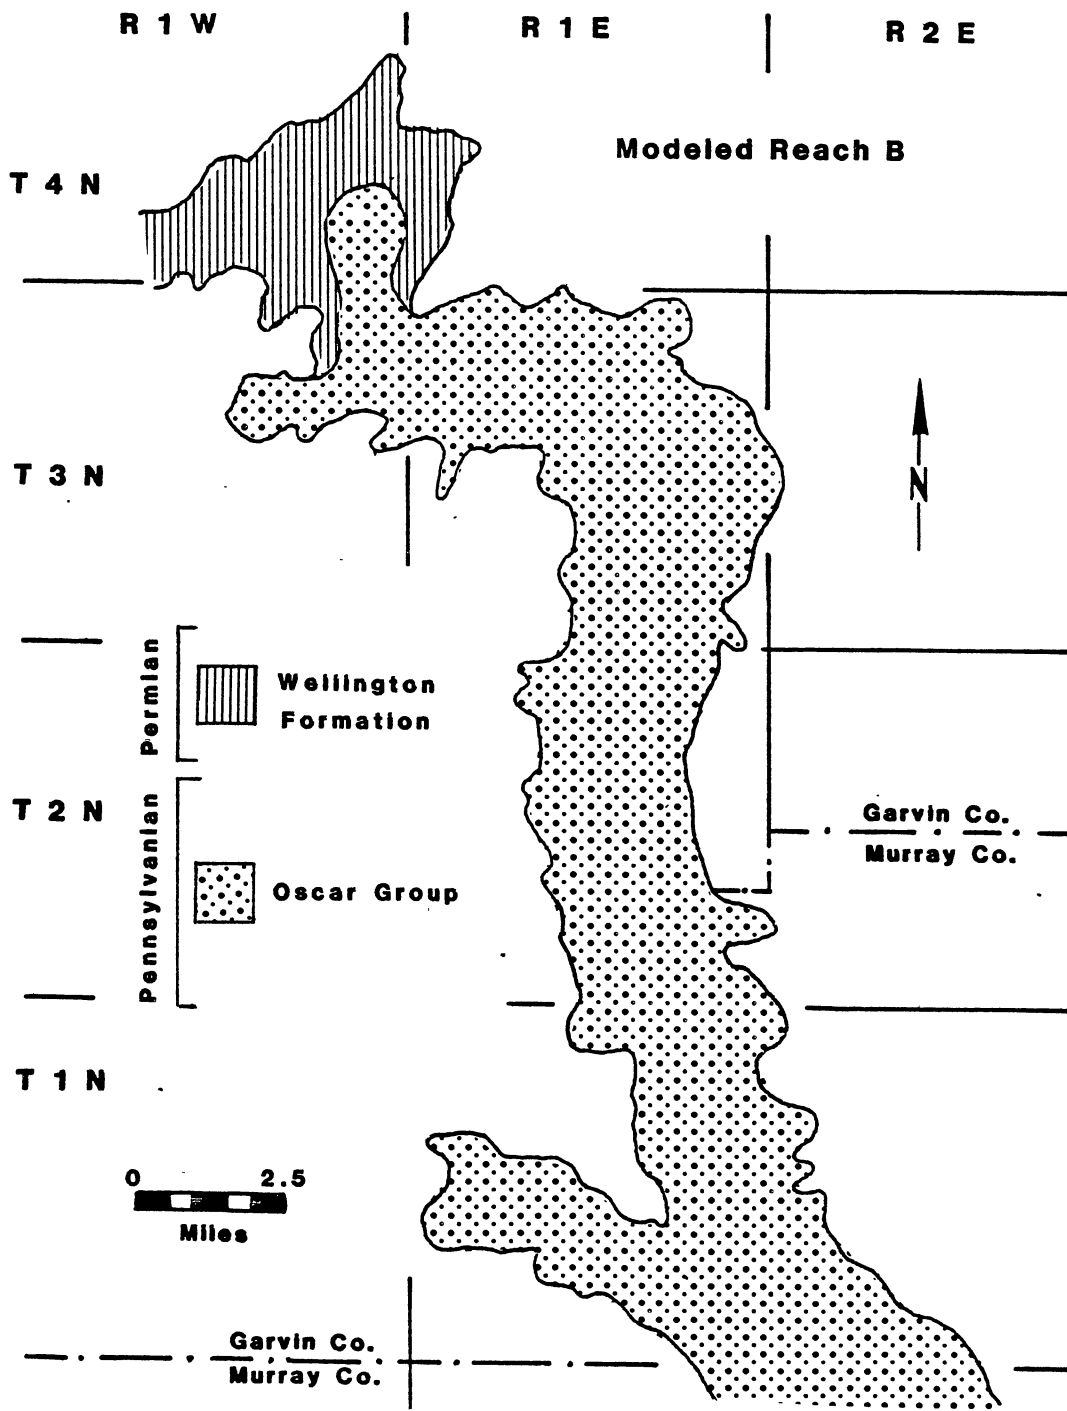 R 1 W
R 1 E
R 2 E
Modeled Reach B
T 4 N
T 3 N
N
Permian
Wellington
Formation
T 2 N
Pennsylvanian
Oscar Group
Garvin Co.
Murray Co.
T 1 N
0 2.5
Miles
Garvin Co.
Murray Co.